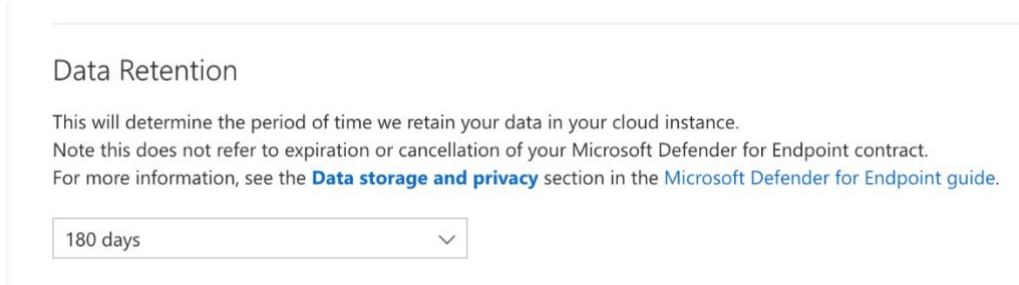 Data Retention
This will determine the period of time we retain your data in your cloud instance.
Note this does not refer to expiration or cancellation of your Microsoft Defender for Endpoint contract.
For more information, see the Data storage and privacy section in the Microsoft Defender for Endpoint guide.
180 days